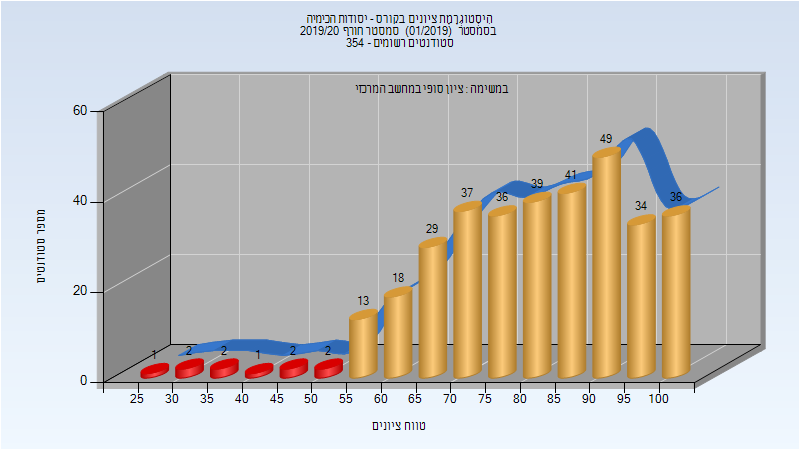 היסטוגרמת ציונים בקורס - יסודות הכימיה
בסמסטר (01/2019) סמסטר חורף 2019/20
סטודנטים רשומים - 354
במשימה : ציון סופי במחשב המרכזי
מספר סטודנטים
60
40
20
0
1
2
2
1
2
2
13
18
29
37
36
39
41
49
34
36
25 30 35 40 45 50 55 60 65 70 75 80 85 90 95 100
טווח ציונים